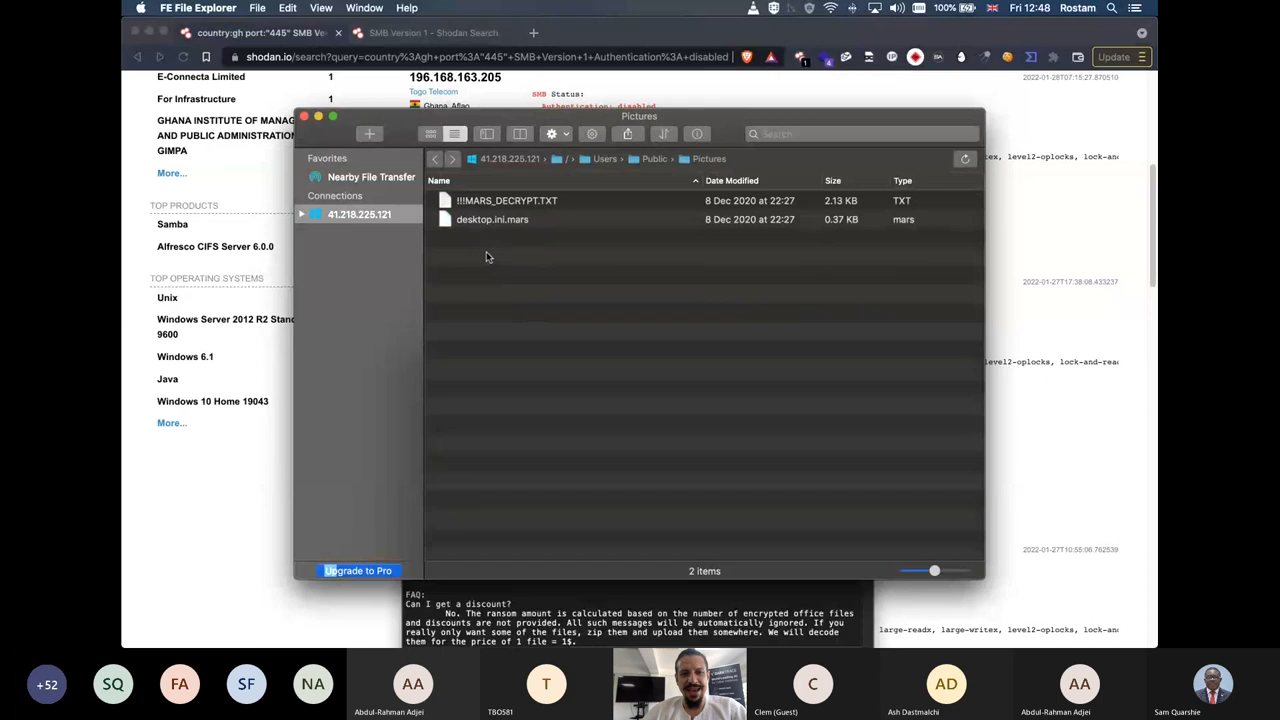 FE File Explorer File Edit View Window Help
100% Fri 12:48 Rostam
country:gh port:"445" SMB Ve
SMB Version 1 - Shodan Search
shodan.io/search?query=country%3Agh+port%3A"445"+SMB+Version+1+Authentication%3A+disabled
Update
E-Connecta Limited 1
For Infrastructure 1
GHANA INSTITUTE OF MANAG
AND PUBLIC ADMINISTRATION
GIMPA
More...
TOP PRODUCTS
Samba
Alfresco CIFS Server 6.0.0
TOP OPERATING SYSTEMS
Unix
Windows Server 2012 R2 Stand
9600
Windows 6.1
Java
Windows 10 Home 19043
More...
196.168.163.205
Togo Telecom
Ghana, Aflao
SMB Status:
Authentication: disabled
2022-01-28T07:15:27.870510
Pictures
Search
Favorites
Nearby File Transfer
Connections
41.218.225.121
41.218.225.121 › / › Users › Public › Pictures
Name Date Modified Size Type
!!!MARS_DECRYPT.TXT 8 Dec 2020 at 22:27 2.13 KB TXT
desktop.ini.mars 8 Dec 2020 at 22:27 0.37 KB mars
Upgrade to Pro
2 items
tex, level2-oplocks, lock-and-
2022-01-27T17:38:08.433237
level2-oplocks, lock-and-rea
2022-01-27T10:55:06.762539
large-readx, large-writex, level2-oplocks, lock-and-
FAQ:
Can I get a discount?
No. The ransom amount is calculated based on the number of encrypted office files
and discounts are not provided. All such messages will be automatically ignored. If you
really only want some of the files, zip them and upload them somewhere. We will decode
them for the price of 1 file = 1$.
+52
SQ
FA
SF
NA
AA
Abdul-Rahman Adjei
T
TBOS81
C
Clem (Guest)
AD
Ash Dastmalchi
AA
Abdul-Rahman Adjei
Sam Quarshie